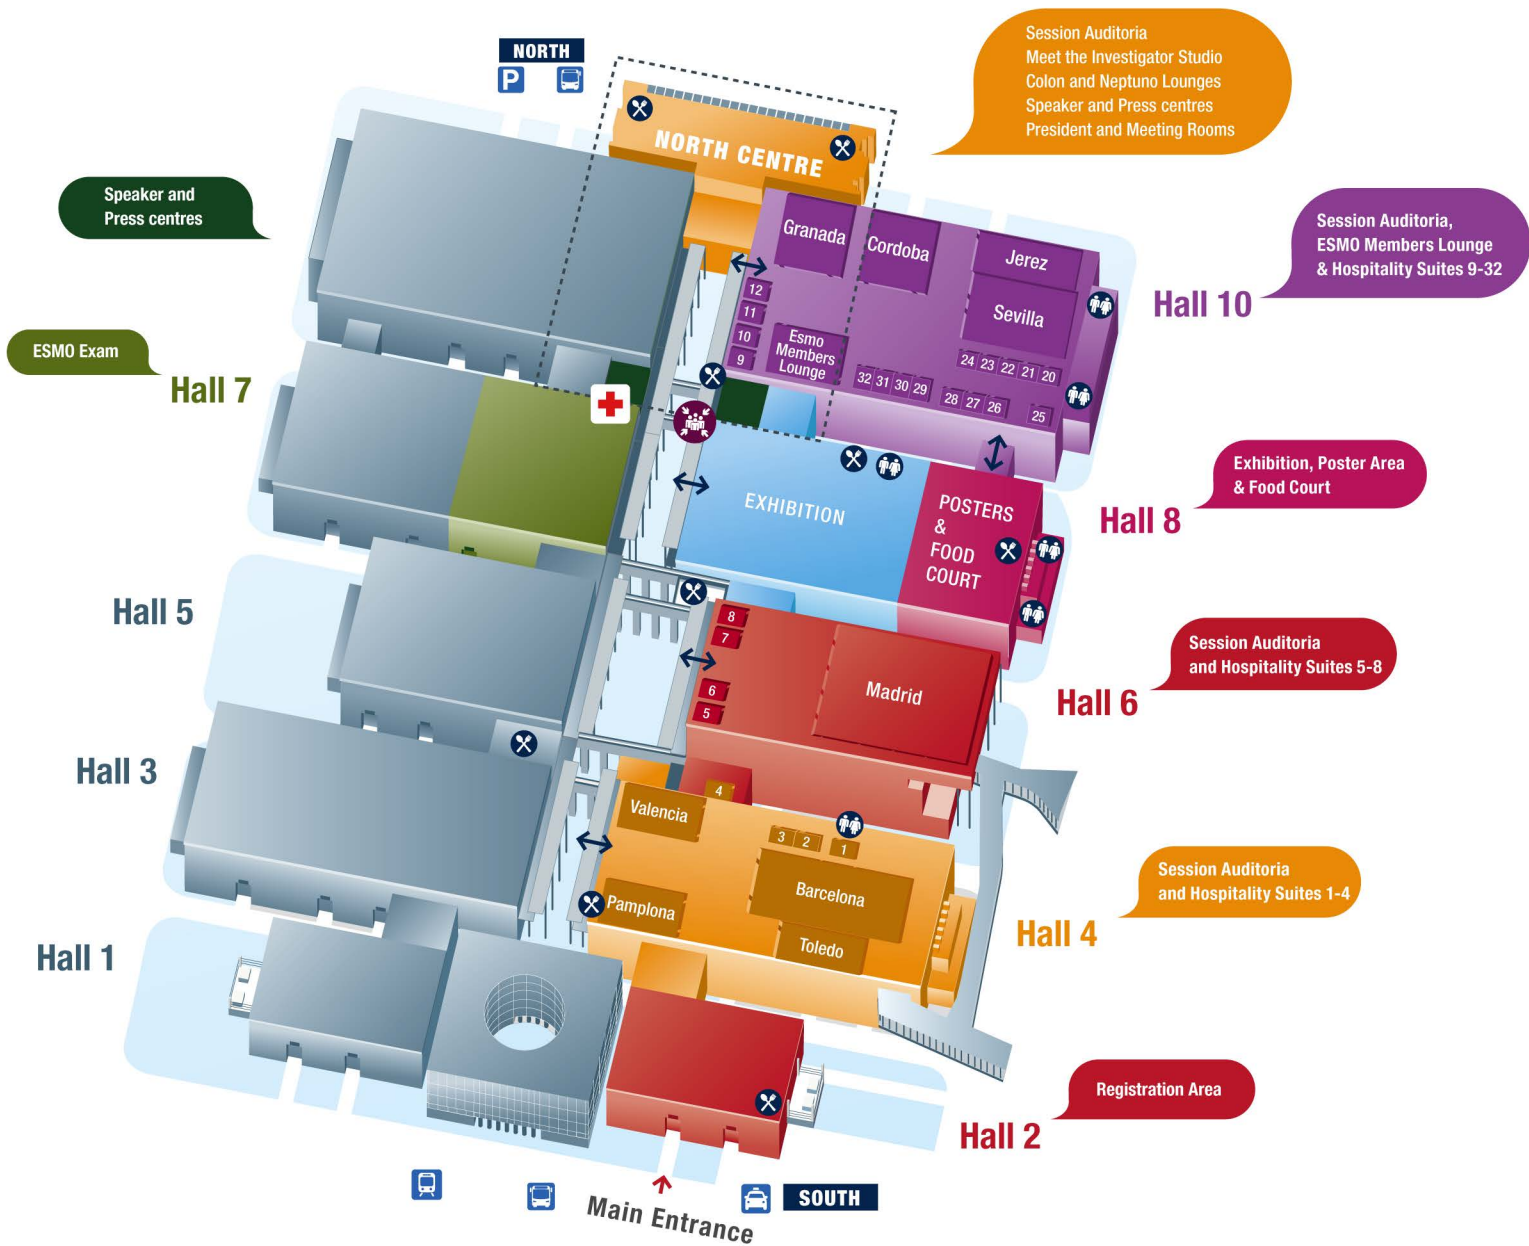 NORTH
P
Session Auditoria
Meet the Investigator Studio
Colon and Neptuno Lounges
Speaker and Press centres
President and Meeting Rooms
NORTH CENTRE
Speaker and
Press centres
Granada
Cordoba
Jerez
Sevilla
Session Auditoria,
ESMO Members Lounge
& Hospitality Suites 9-32
Hall 10
12
11
10
9
Esmo
Members
Lounge
24 23 22 21 20
32 31 30 29
28 27 26
25
ESMO Exam
Hall 7
EXHIBITION
POSTERS
&
FOOD
COURT
Exhibition, Poster Area
& Food Court
Hall 8
Hall 5
8
7
6
5
Madrid
Session Auditoria
and Hospitality Suites 5-8
Hall 6
Hall 3
4
Valencia
3 2
1
Barcelona
Pamplona
Toledo
Session Auditoria
and Hospitality Suites 1-4
Hall 4
Hall 1
Registration Area
Hall 2
SOUTH
Main Entrance